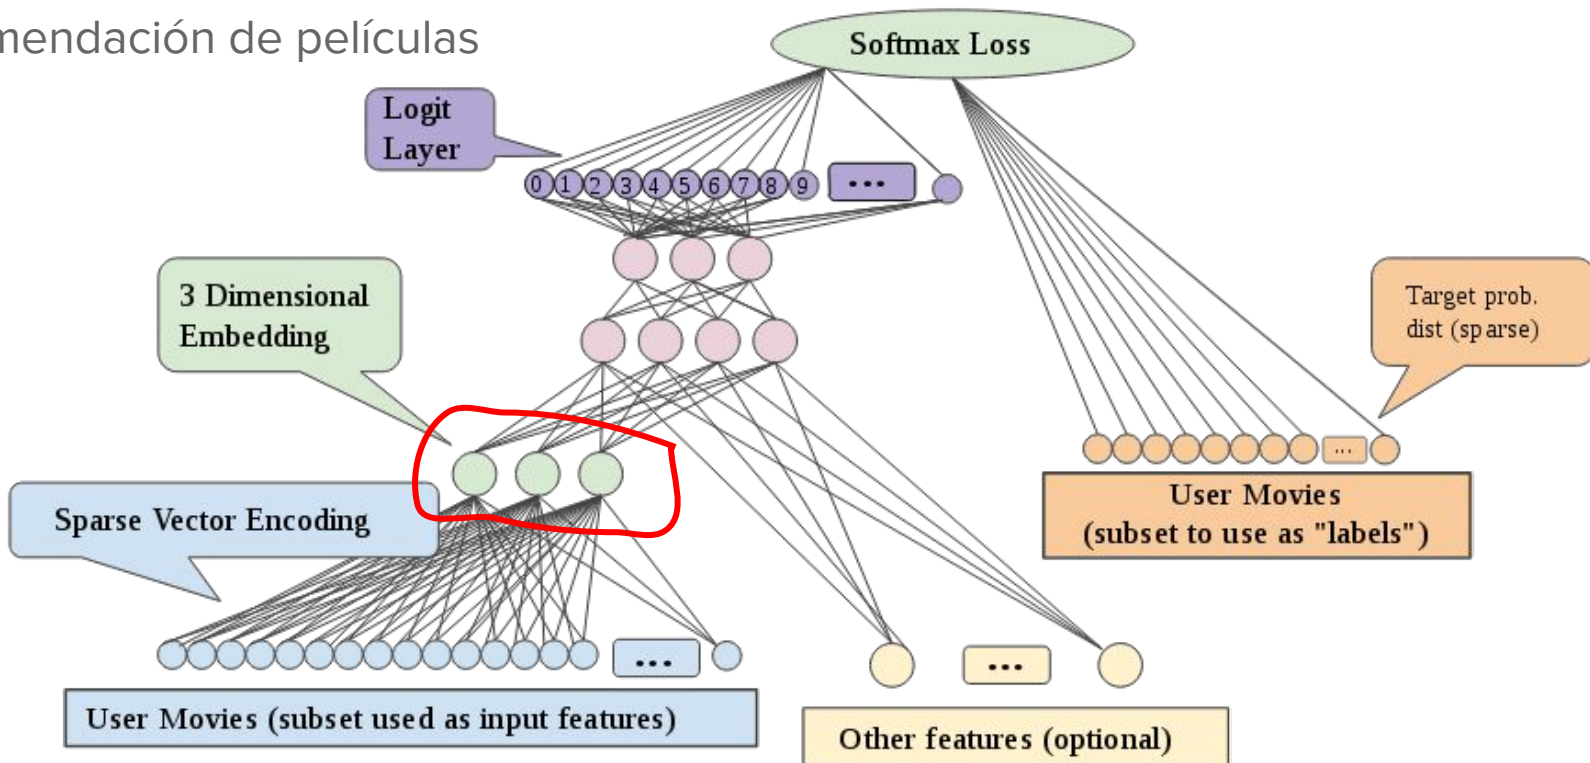 mendación de películas
Softmax Loss
Logit
Layer
0 1 2 3 4 5 6 7 8 9 ...
3 Dimensional
Embedding
Target prob.
dist (sparse)
...
User Movies
(subset to use as "labels")
Sparse Vector Encoding
...
...
User Movies (subset used as input features)
Other features (optional)